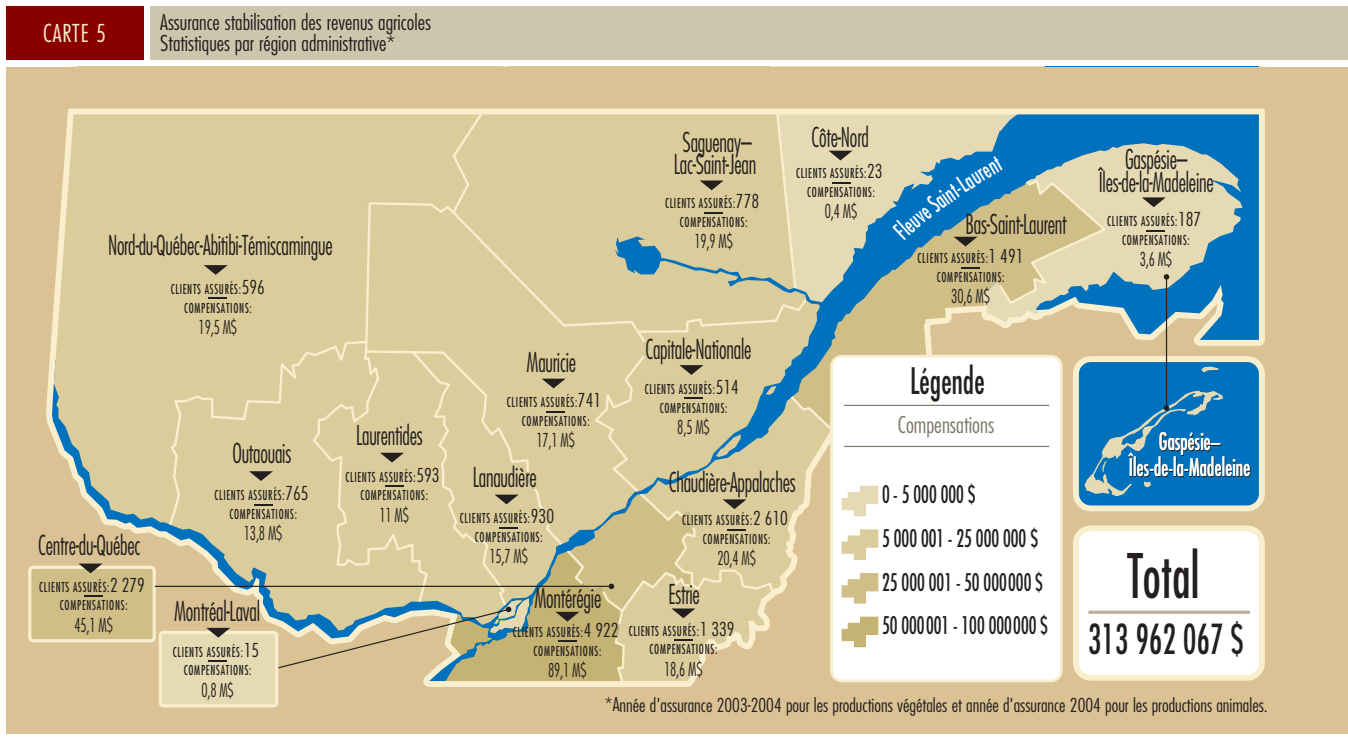 CARTE 5
Assurance stabilisation des revenus agricoles
Statistiques par région administrative*
Nord-du-Québec-Abitibi-Témiscamingue
CLIENTS ASSURÉS:596
COMPENSATIONS:
19,5 M$
Saguenay–
Lac-Saint-Jean
CLIENTS ASSURÉS:778
COMPENSATIONS:
19,9 M$
Côte-Nord
CLIENTS ASSURÉS:23
COMPENSATIONS:
0,4 M$
Fleuve Saint-Laurent
Bas-Saint-Laurent
CLIENTS ASSURÉS:1 491
COMPENSATIONS:
30,6 M$
Gaspésie–
Îles-de-la-Madeleine
CLIENTS ASSURÉS:187
COMPENSATIONS:
3,6 M$
Mauricie
CLIENTS ASSURÉS:741
COMPENSATIONS:
17,1 M$
Capitale-Nationale
CLIENTS ASSURÉS:514
COMPENSATIONS:
8,5 M$
Outaouais
CLIENTS ASSURÉS:765
COMPENSATIONS:
13,8 M$
Laurentides
CLIENTS ASSURÉS:593
COMPENSATIONS:
11 M$
Lanaudière
CLIENTS ASSURÉS:930
COMPENSATIONS:
15,7 M$
Chaudière-Appalaches
CLIENTS ASSURÉS:2 610
COMPENSATIONS:
20,4 M$
Centre-du-Québec
CLIENTS ASSURÉS:2 279
COMPENSATIONS:
45,1 M$
Montréal-Laval
CLIENTS ASSURÉS:15
COMPENSATIONS:
0,8 M$
Montérégie
CLIENTS ASSURÉS:4 922
COMPENSATIONS:
89,1 M$
Estrie
CLIENTS ASSURÉS:1 339
COMPENSATIONS:
18,6 M$
Légende
Compensations
0 - 5 000 000 $
5 000 001 - 25 000 000 $
25 000 001 - 50 000000 $
50 000001 - 100 000000 $
Gaspésie–
Îles-de-la-Madeleine
Total
313 962 067 $
*Année d'assurance 2003-2004 pour les productions végétales et année d'assurance 2004 pour les productions animales.